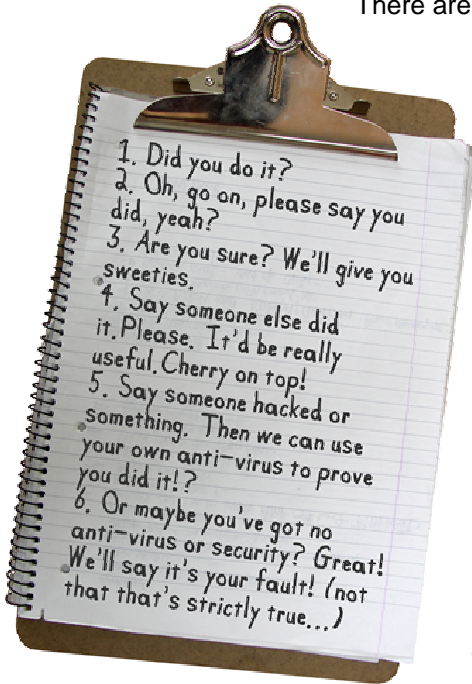 There are
1. Did you do it?
2. Oh, go on, please say you
did, yeah?
3. Are you sure? We'll give you
sweeties.
4. Say someone else did
it. Please. It'd be really
useful. Cherry on top!
5. Say someone hacked or
something. Then we can use
your own anti-virus to prove
you did it!?
6. Or maybe you've got no
anti-virus or security? Great!
We'll say it's your fault! (not
that that's strictly true...)